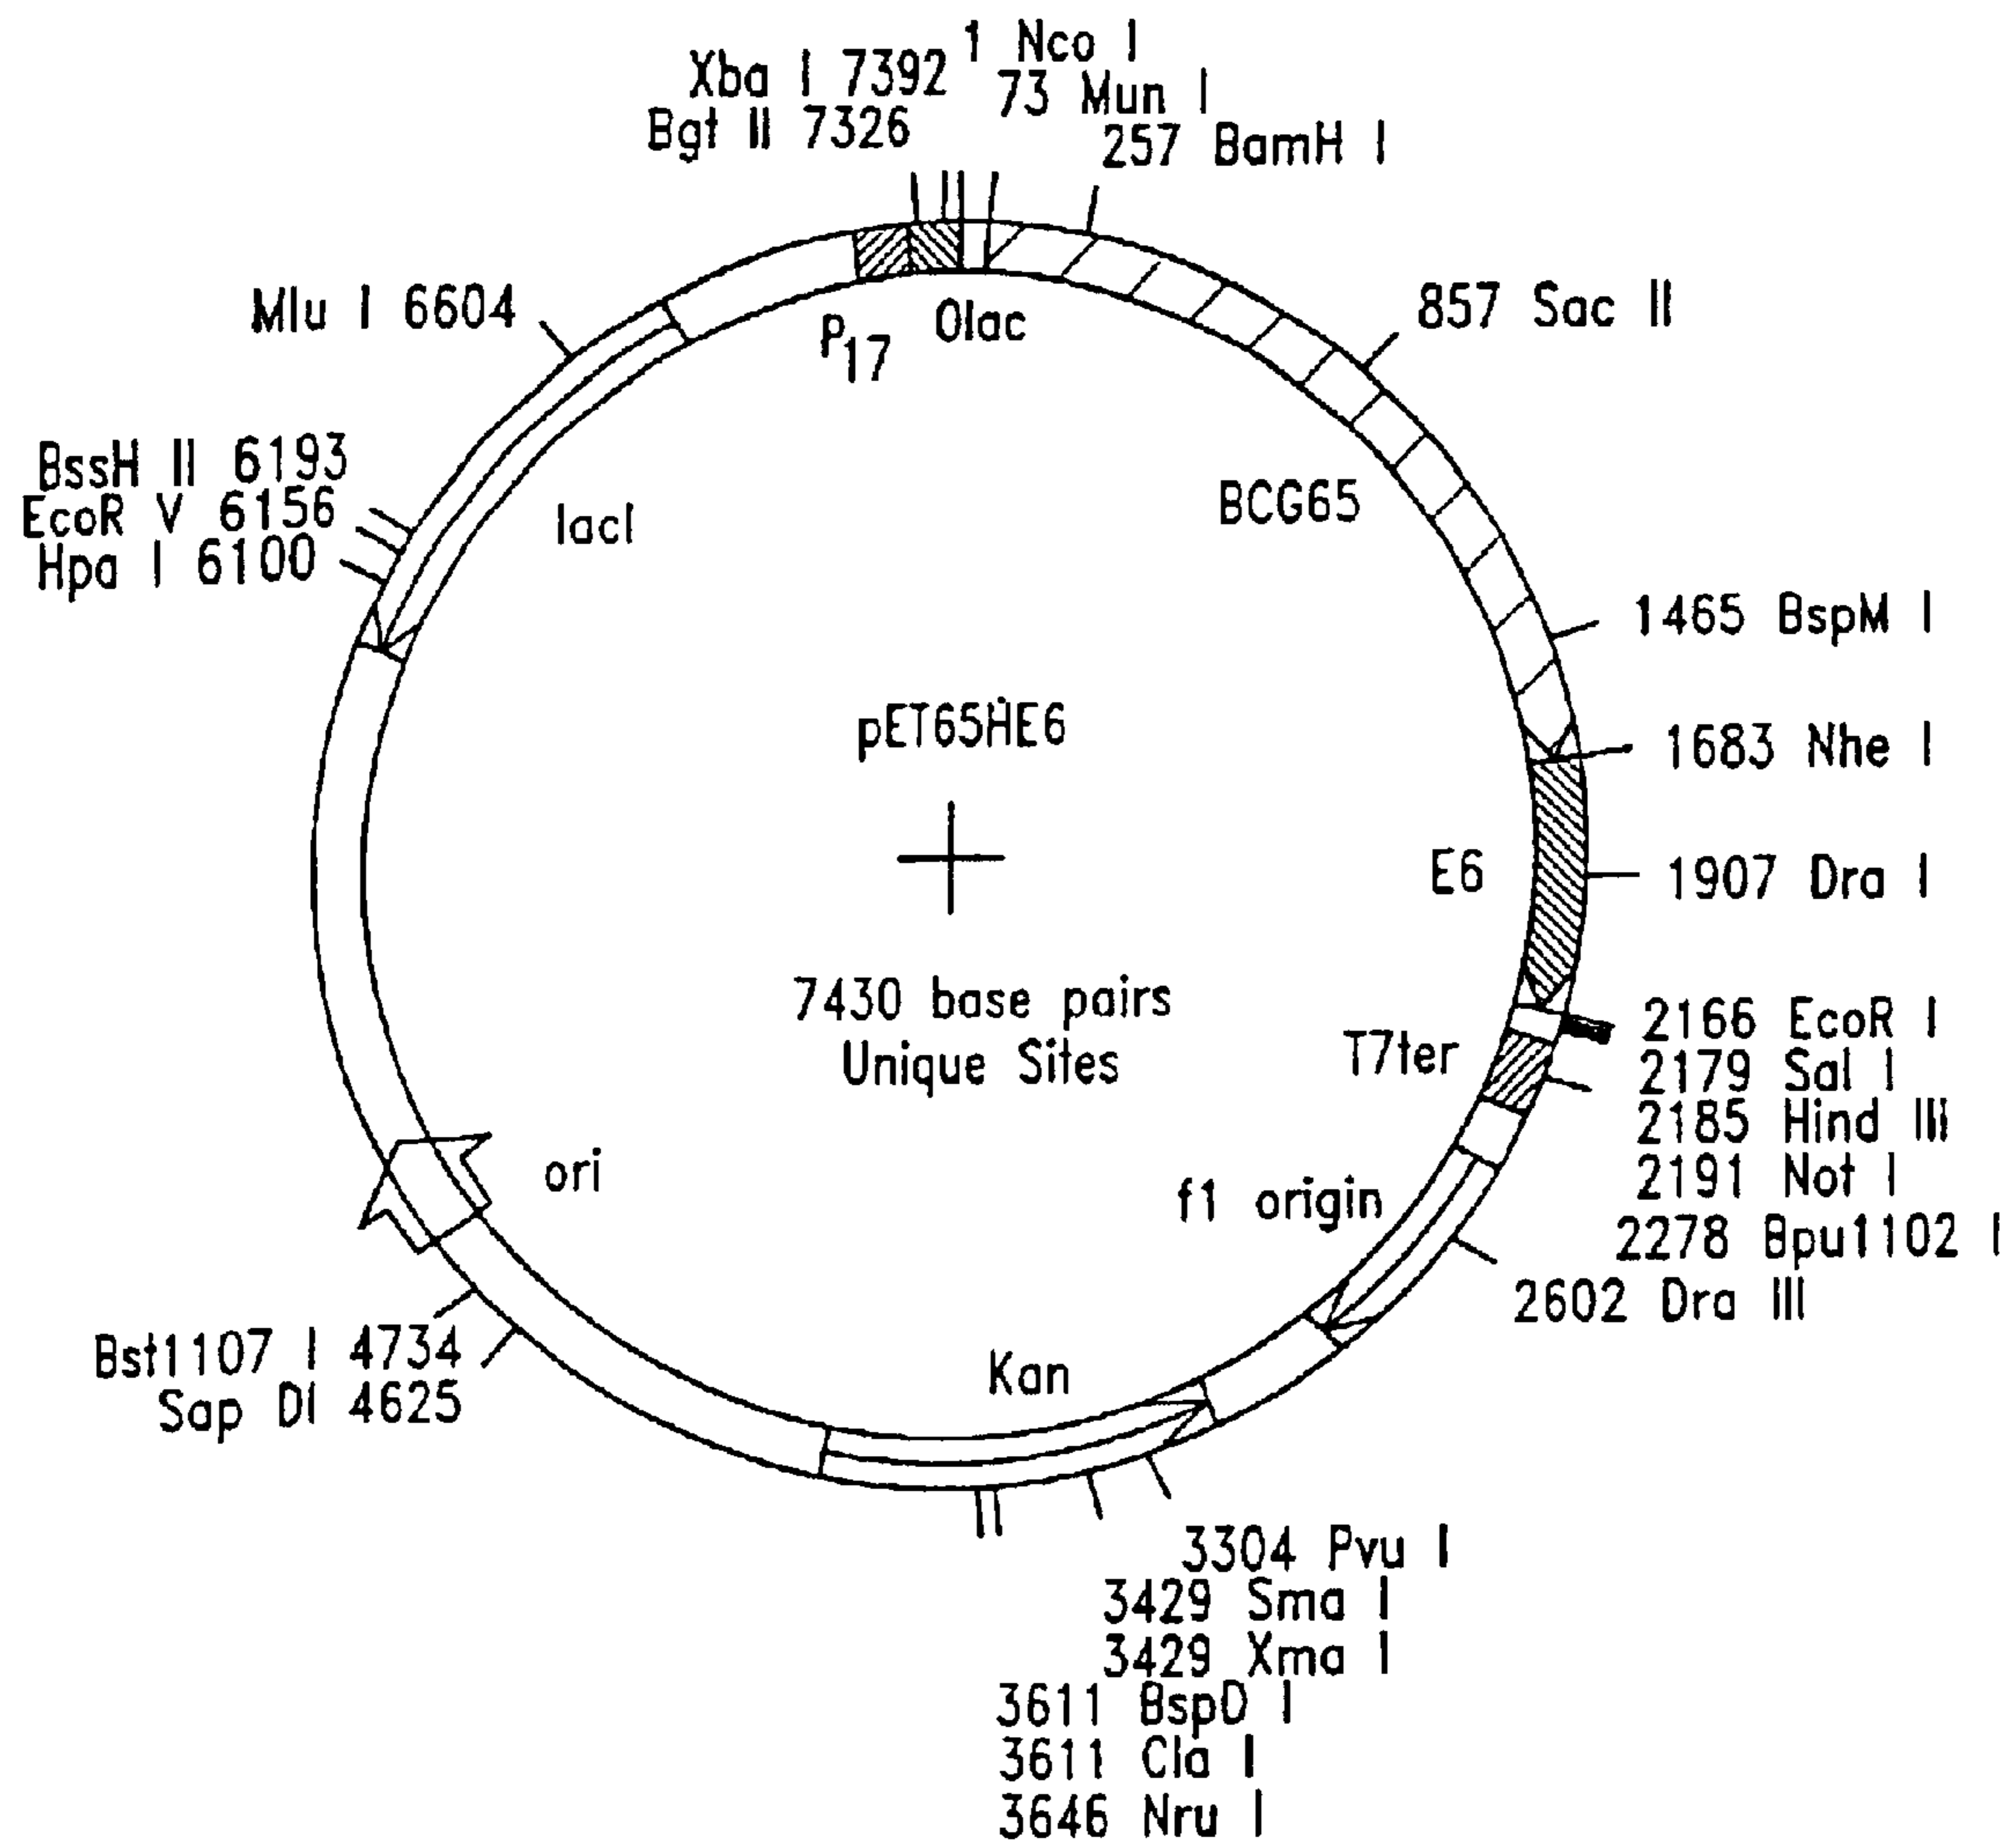 1 Nco I
Xba I 7392
73 Mun I
Bgt II 7326
257 BamH I
857 Sac II
Mlu I 6604
Olac
P17
BssH II 6193
EcoR V 6156
Hpa I 6100
lacI
BCG65
1465 BspM I
pET65HE6
1683 Nhe I
E6
1907 Dra I
7430 base pairs
Unique Sites
T7ter
2166 EcoR I
2179 Sal I
2185 Hind III
2191 Not I
2278 Bpu1102 I
2602 Dra III
ori
f1 origin
Bst1107 I 4734
Sap DI 4625
Kan
3304 Pvu I
3429 Sma I
3429 Xma I
3611 BspD I
3611 Cla I
3646 Nru I